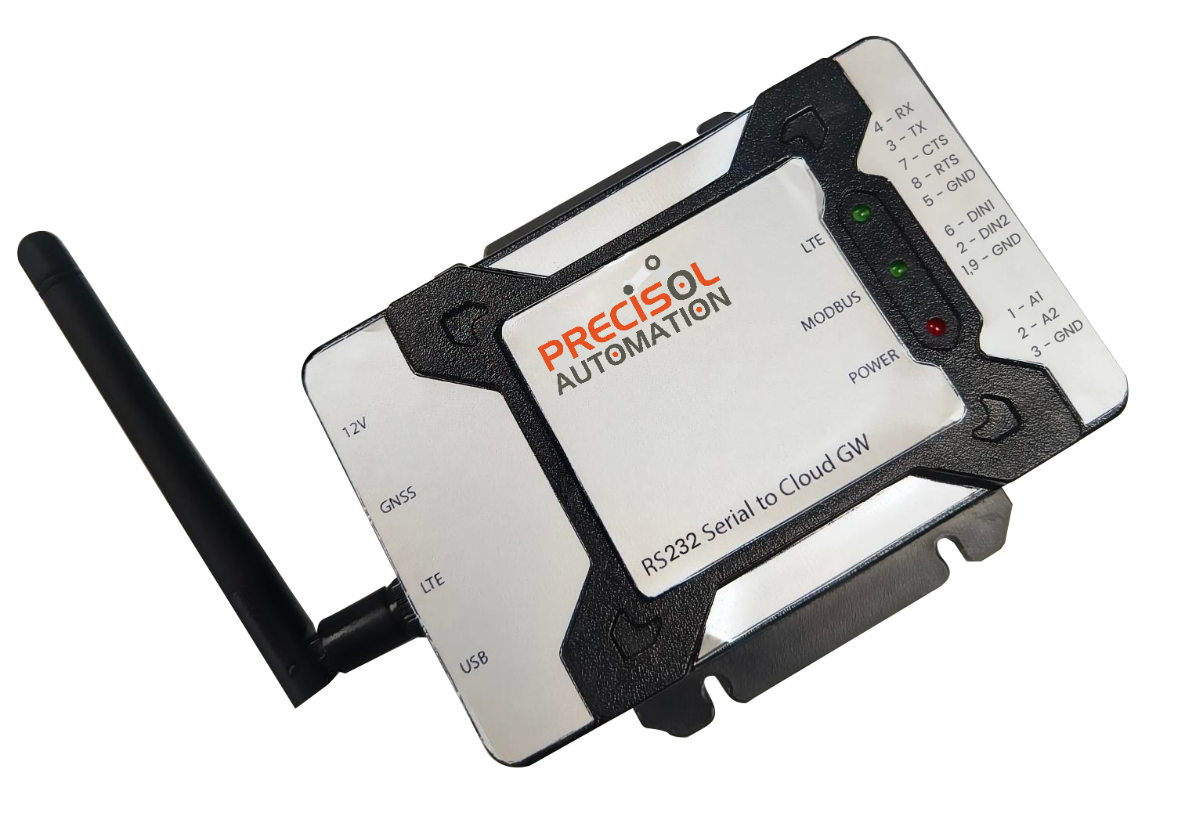 4 - RX
3 - TX
7 - CTS
8 - RTS
5 - GND
6 - DIN1
2 - DIN2
1,9 - GND
1 - A1
2 - A2
3 - GND
LTE
MODBUS
POWER
PRECISOL
AUTOMATION
RS232 Serial to Cloud GW
12V
GNSS
LTE
USB